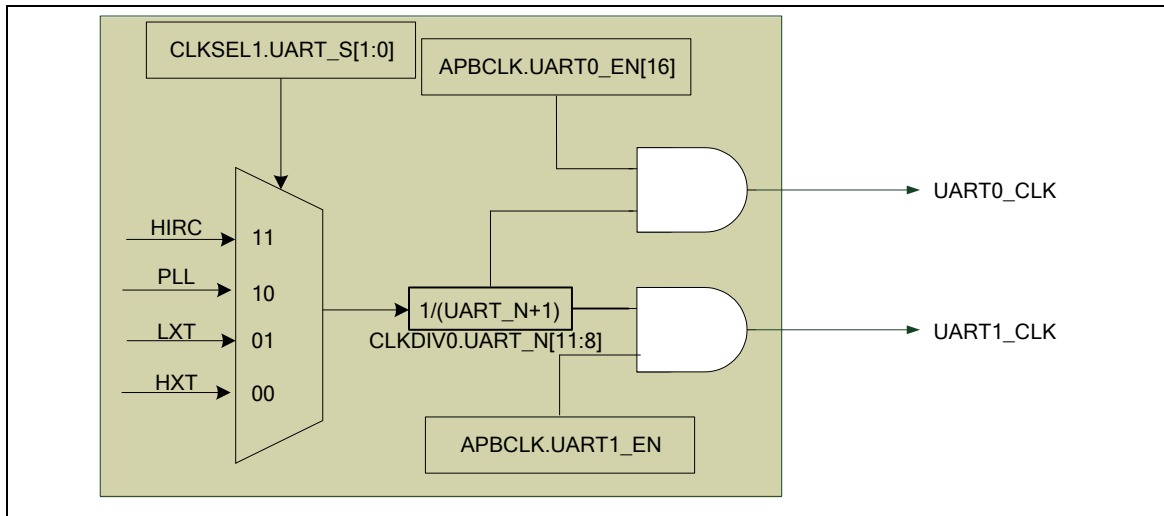 CLKSEL1.UART_S[1:0]
APBCLK.UART0_EN[16]
UART0_CLK
HIRC
11
PLL
10
1/(UART_N+1)
LXT
01
CLKDIV0.UART_N[11:8]
UART1_CLK
HXT
00
APBCLK.UART1_EN